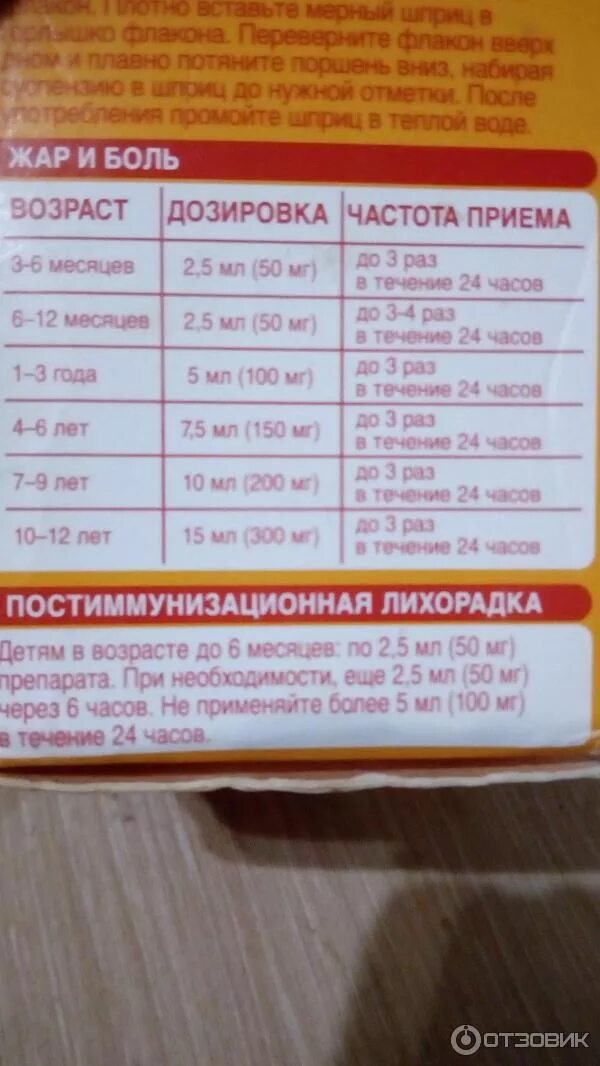 флакон. Плотно вставьте мерный шприц в
горлышко флакона. Переверните флакон вверх
дном и плавно потяните поршень вниз, набирая
суспензию в шприц до нужной отметки. После
употребления промойте шприц в теплой воде.
ЖАР И БОЛЬ
ВОЗРАСТ ДОЗИРОВКА ЧАСТОТА ПРИЕМА
3-6 месяцев 2,5 мл (50 мг) до 3 раз
в течение 24 часов
6–12 месяцев 2,5 мл (50 мг) до 3-4 раз
в течение 24 часов
1–3 года 5 мл (100 мг) до 3 раз
в течение 24 часов
4–6 лет 7,5 мл (150 мг) до 3 раз
в течение 24 часов
7–9 лет 10 мл (200 мг) до 3 раз
в течение 24 часов
10–12 лет 15 мл (300 мг) до 3 раз
в течение 24 часов
ПОСТИММУНИЗАЦИОННАЯ ЛИХОРАДКА
Детям в возрасте до 6 месяцев: по 2,5 мл (50 мг)
препарата. При необходимости, еще 2,5 мл (50 мг)
через 6 часов. Не применяйте более 5 мл (100 мг)
в течение 24 часов.
ОТЗОВИК